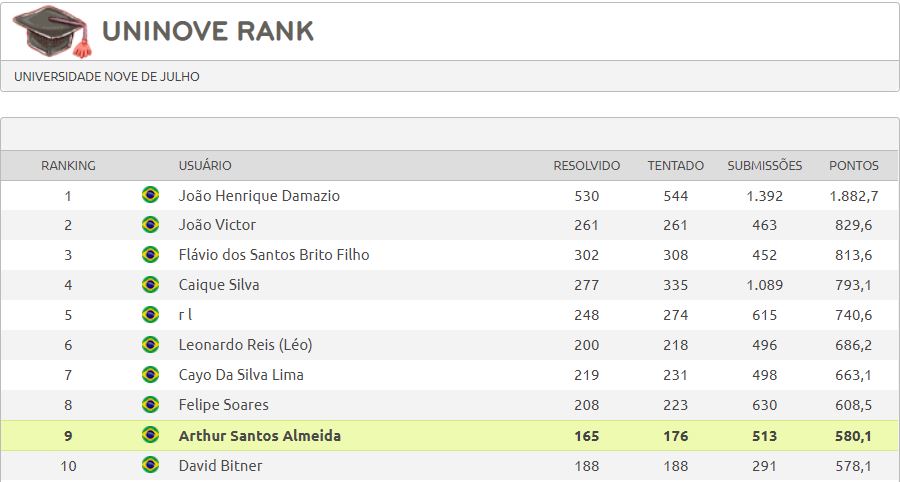 UNINOVE RANK
UNIVERSIDADE NOVE DE JULHO
RANKING USUÁRIO RESOLVIDO TENTADO SUBMISSÕES PONTOS
1 João Henrique Damazio 530 544 1.392 1.882,7
2 João Victor 261 261 463 829,6
3 Flávio dos Santos Brito Filho 302 308 452 813,6
4 Caique Silva 277 335 1.089 793,1
5 r l 248 274 615 740,6
6 Leonardo Reis (Léo) 200 218 496 686,2
7 Cayo Da Silva Lima 219 231 498 663,1
8 Felipe Soares 208 223 630 608,5
9 Arthur Santos Almeida 165 176 513 580,1
10 David Bitner 188 188 291 578,1